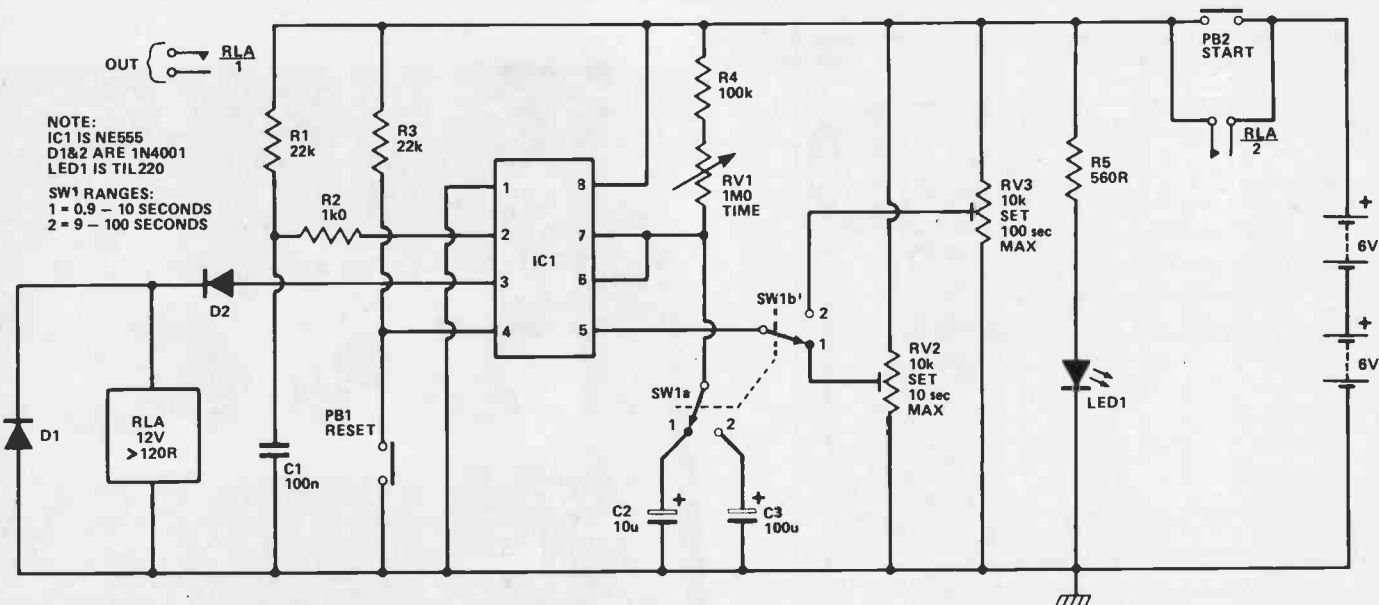 OUT
RLA
1
NOTE:
IC1 IS NE555
D1&2 ARE 1N4001
LED1 IS TIL220
SW1 RANGES:
1 = 0.9 – 10 SECONDS
2 = 9 – 100 SECONDS
R1
22k
R2
1k0
R3
22k
R4
100k
RV1
1M0
TIME
IC1
1
2
3
4
8
7
6
5
D2
D1
RLA
12V
>120R
C1
100n
PB1
RESET
SW1a
1
2
C2
10u
+
C3
100u
+
SW1b
2
1
RV2
10k
SET
10 sec
MAX
RV3
10k
SET
100 sec
MAX
R5
560R
LED1
PB2
START
RLA
2
+
6V
+
6V